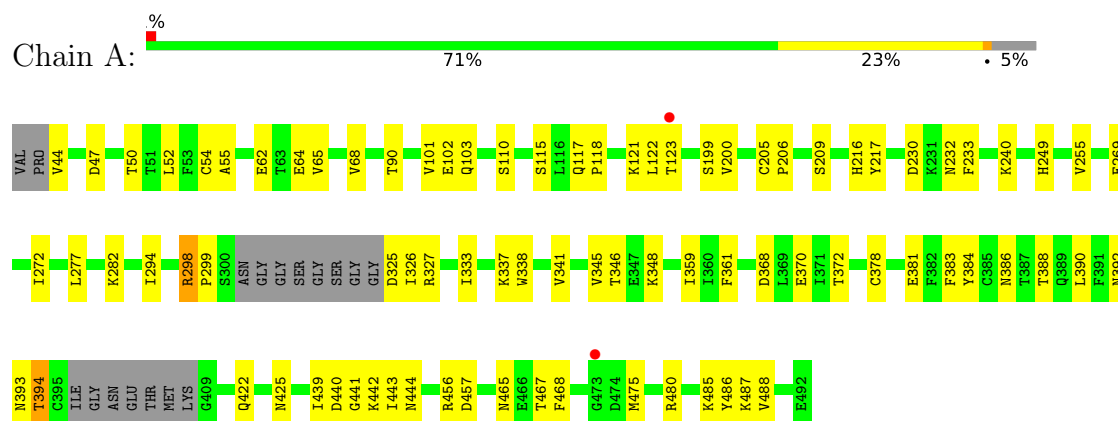 %
Chain A:
71% 23% • 5%
VAL PRO V44 D47 T50 T51 L52 F53 C54 A55 E62 T63 E64 V65 V68 T90 V101 E102 Q103 S110 S115 L116 Q117 P118 K121 L122 T123 S199 V200 C205 P206 S209 H216 Y217 D230 K231 N232 F233 K240 H249 V255
I272 L277 K282 I294 R298 P299 S300 ASN GLY GLY SER GLY SER GLY GLY D325 I326 R327 I333 K337 W338 V341 V345 T346 E347 K348 I359 I360 F361 D368 L369 E370 I371 T372 C378 E381 F382 F383 Y384 C385 N386 T387 T388 Q389 L390 F391
N393 T394 C395 ILE GLY ASN GLU THR MET LYS G409 Q422 N425 I439 D440 G441 K442 I443 N444 R456 D457 N465 E466 T467 F468 G473 D474 M475 R480 K485 Y486 K487 V488 E492